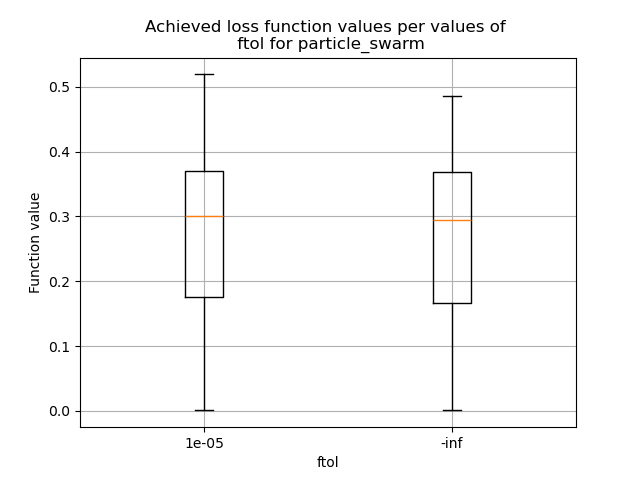 Achieved loss function values per values of
ftol for particle_swarm
Function value
0.5
0.4
0.3
0.2
0.1
0.0
1e-05
-inf
ftol